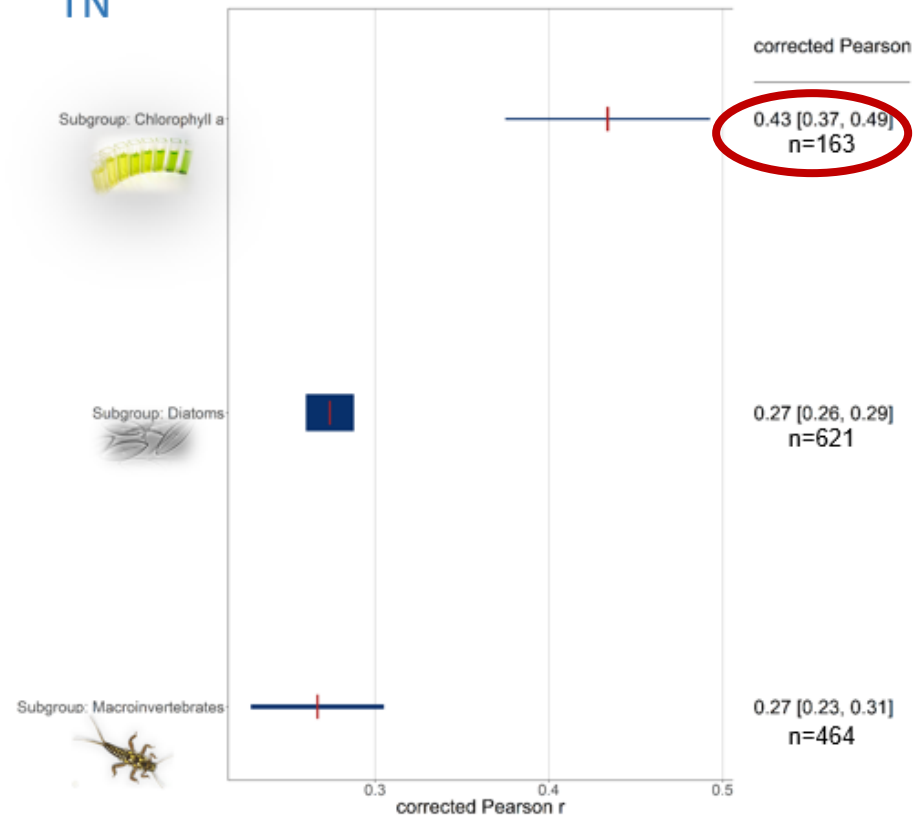 TN
corrected Pearson
Subgroup: Chlorophyll a
0.43 [0.37, 0.49]
n=163
Subgroup: Diatoms
0.27 [0.26, 0.29]
n=621
Subgroup: Macroinvertebrates
0.27 [0.23, 0.31]
n=464
0.3 0.4 0.5
corrected Pearson r